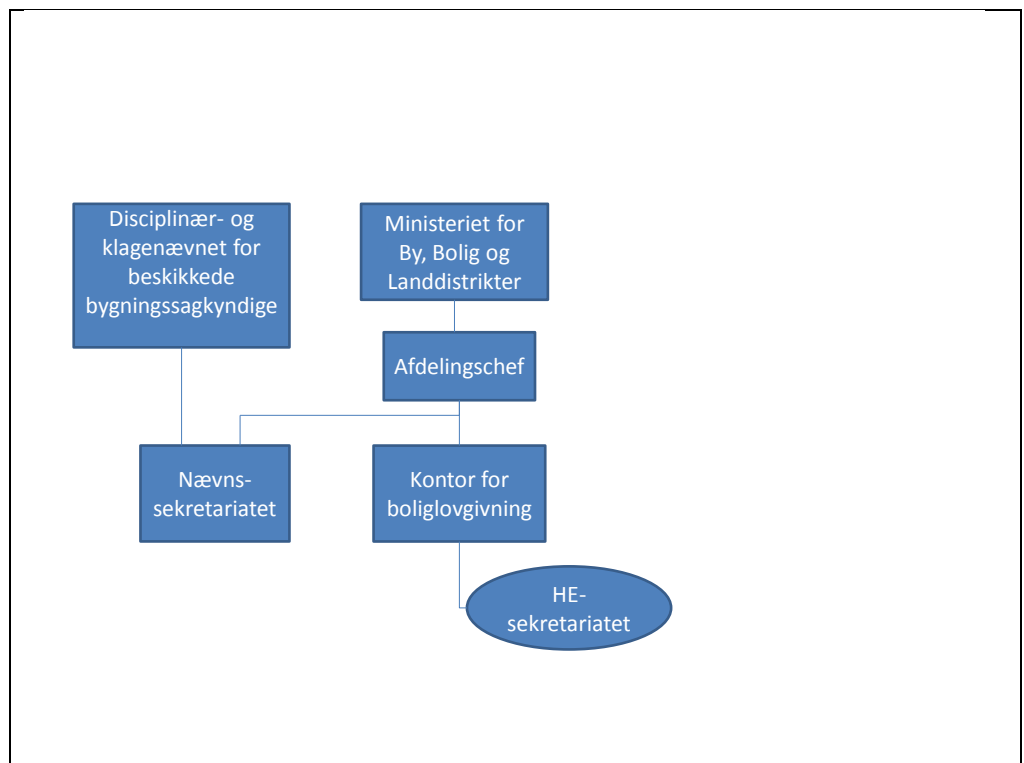 Disciplinær- og
klagenævnet for
beskikkede
bygningssagkyndige
Ministeriet for
By, Bolig og
Landdistrikter
Afdelingschef
Nævns-
sekretariatet
Kontor for
boliglovgivning
HE-
sekretariatet